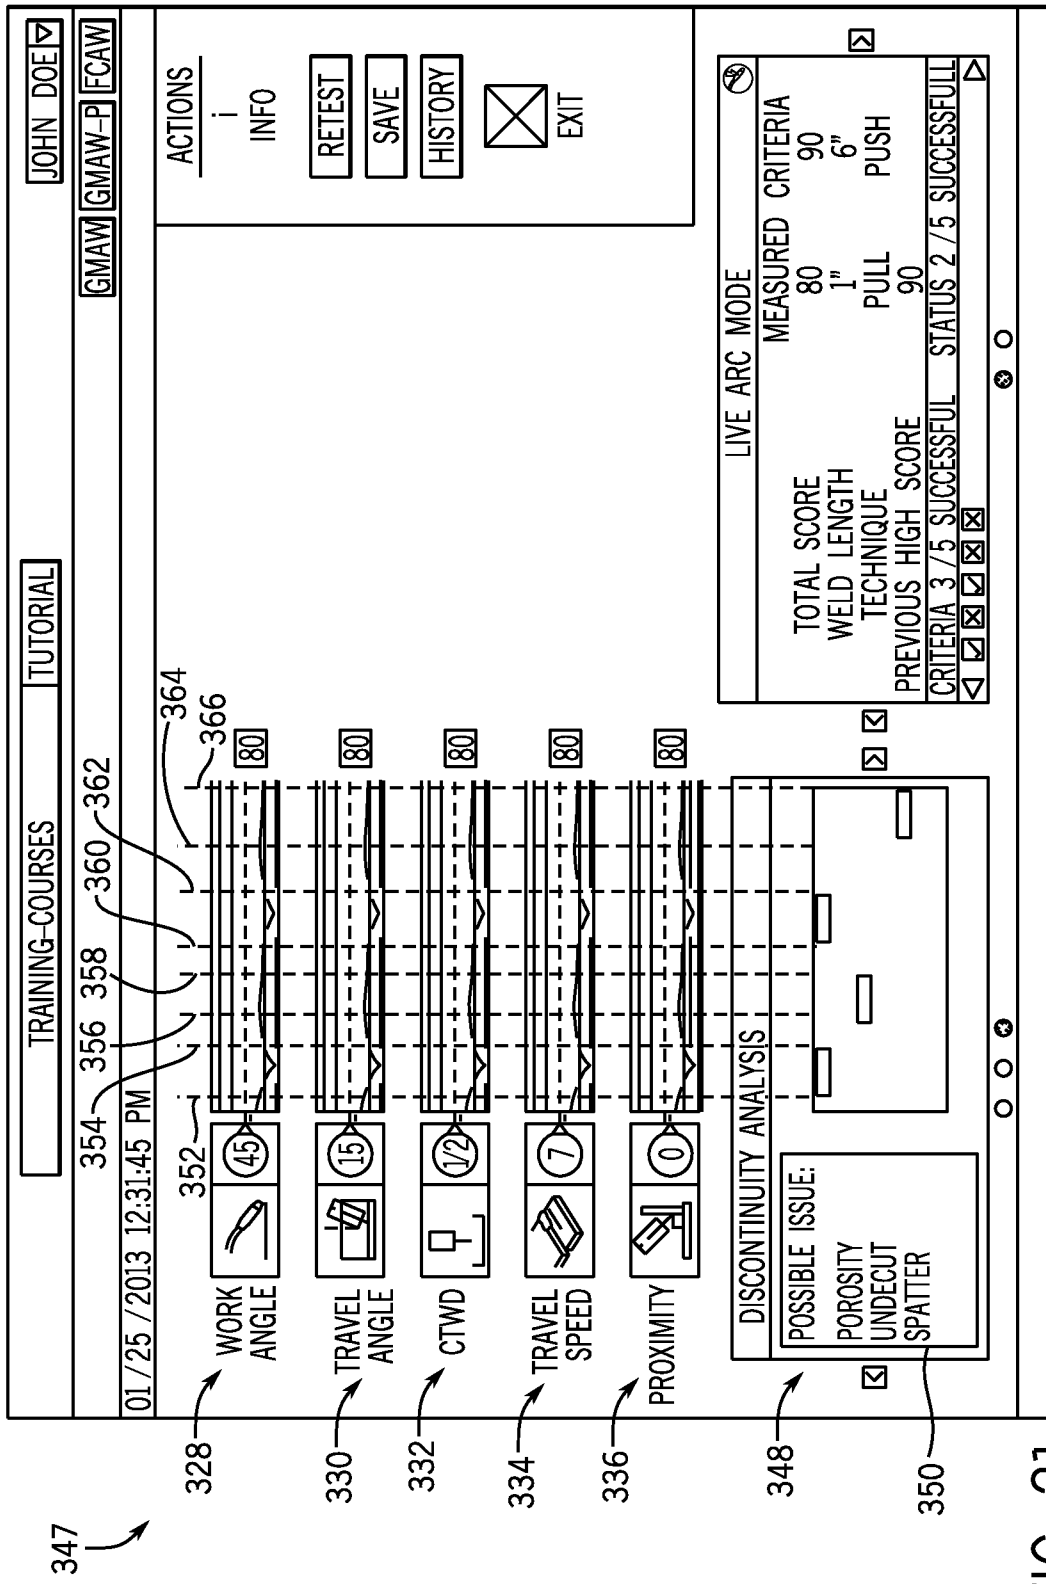 TRAINING-COURSES
TUTORIAL
JOHN DOE
GMAW
GMAW-P
FCAW
01/25/2013 12:31:45 PM
347
352
354
356
358
360
362
364
366
328
WORK
ANGLE
45
80
330
TRAVEL
ANGLE
15
80
332
CTWD
1/2
80
334
TRAVEL
SPEED
7
80
336
PROXIMITY
0
80
ACTIONS
i
INFO
RETEST
SAVE
HISTORY
EXIT
348
DISCONTINUITY ANALYSIS
POSSIBLE ISSUE:
POROSITY
UNDECUT
SPATTER
350
LIVE ARC MODE
MEASURED CRITERIA
TOTAL SCORE 80 90
WELD LENGTH 1" 6"
TECHNIQUE PULL PUSH
PREVIOUS HIGH SCORE 90
CRITERIA 3/5 SUCCESSFUL STATUS 2/5 SUCCESSFULL